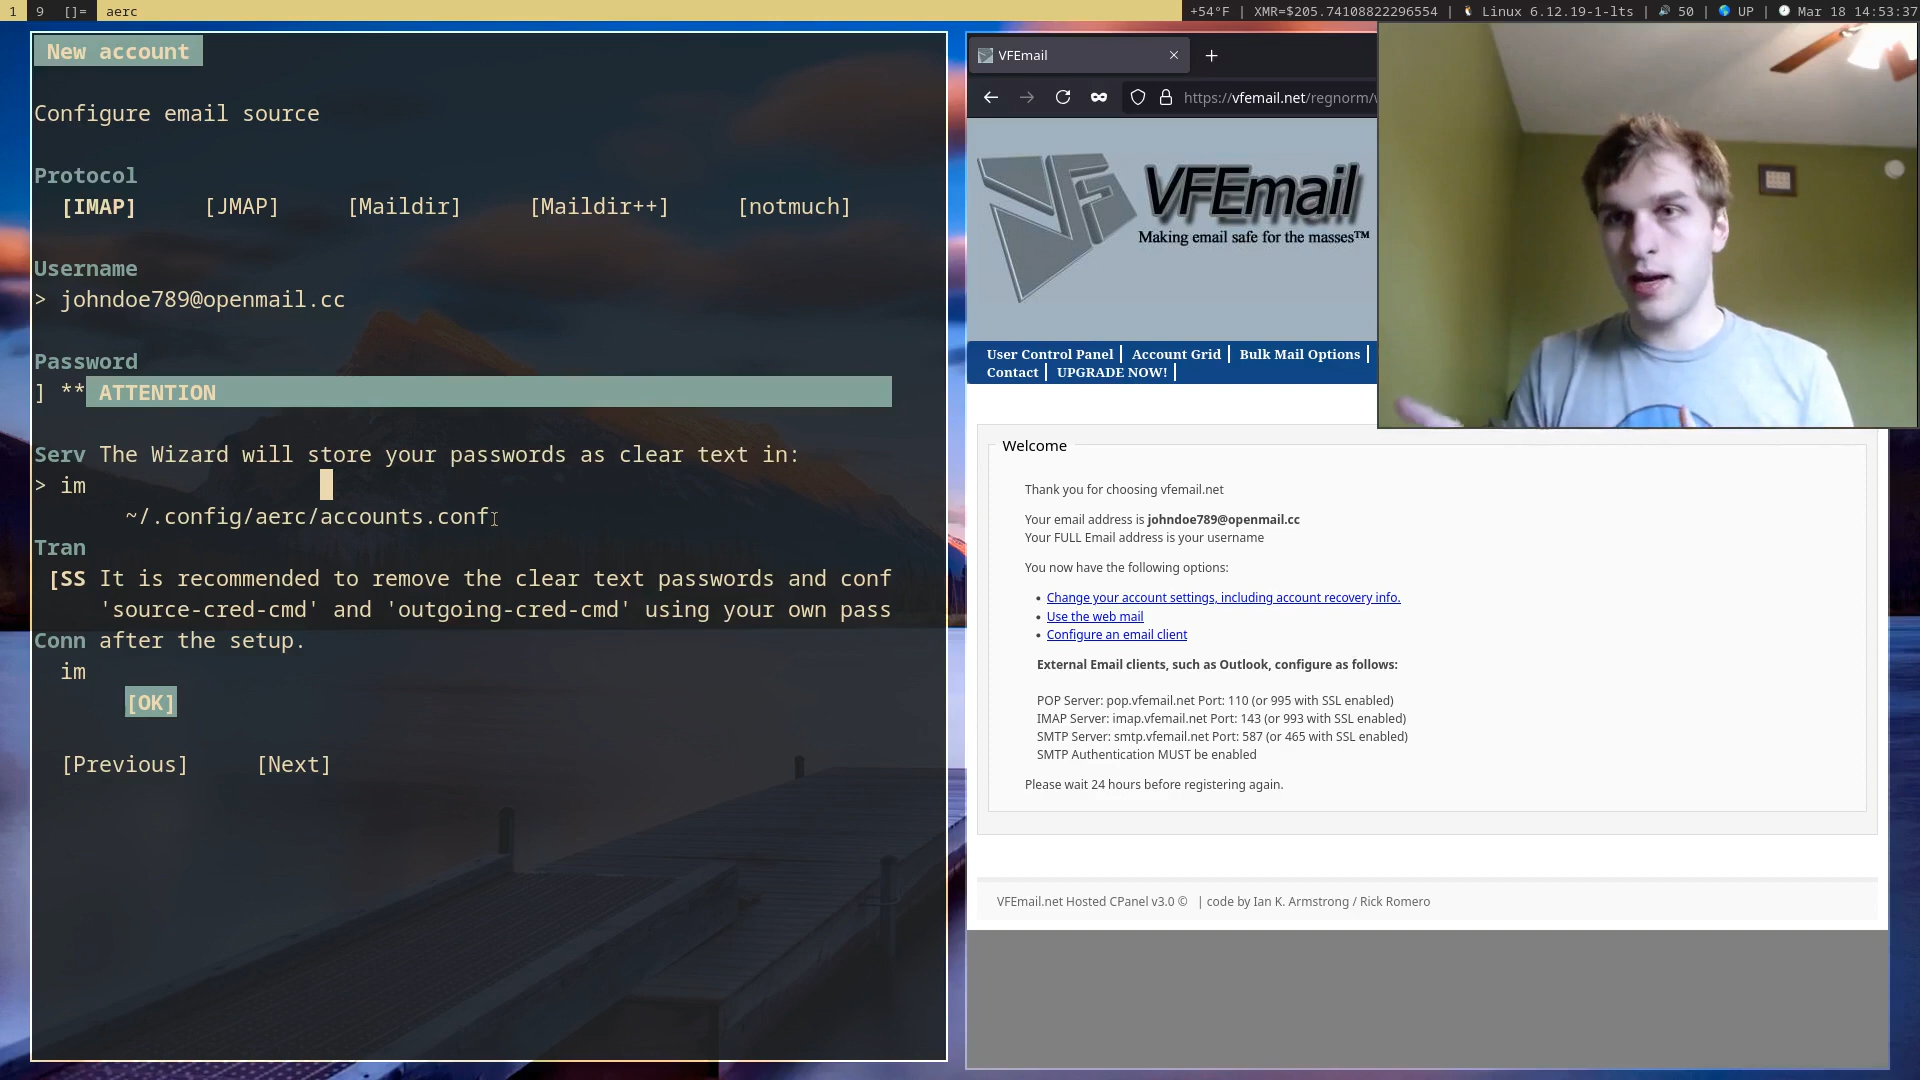 1 9 []= aerc
+54°F | XMR=$205.74108822296554 | Linux 6.12.19-1-lts | 50 | UP | Mar 18 14:53:37
New account
Configure email source
Protocol
[IMAP] [JMAP] [Maildir] [Maildir++] [notmuch]
Username
> johndoe789@openmail.cc
Password
] ** ATTENTION
Serv The Wizard will store your passwords as clear text in:
> im
~/.config/aerc/accounts.conf
Tran
[SS It is recommended to remove the clear text passwords and conf
'source-cred-cmd' and 'outgoing-cred-cmd' using your own pass
Conn after the setup.
im
[OK]
[Previous] [Next]
VFEmail
https://vfemail.net/regnorm/
VFEmail
Making email safe for the masses™
User Control Panel | Account Grid | Bulk Mail Options |
Contact | UPGRADE NOW! |
Welcome
Thank you for choosing vfemail.net
Your email address is johndoe789@openmail.cc
Your FULL Email address is your username
You now have the following options:
• Change your account settings, including account recovery info.
• Use the web mail
• Configure an email client
External Email clients, such as Outlook, configure as follows:
POP Server: pop.vfemail.net Port: 110 (or 995 with SSL enabled)
IMAP Server: imap.vfemail.net Port: 143 (or 993 with SSL enabled)
SMTP Server: smtp.vfemail.net Port: 587 (or 465 with SSL enabled)
SMTP Authentication MUST be enabled
Please wait 24 hours before registering again.
VFEmail.net Hosted CPanel v3.0 © | code by Ian K. Armstrong / Rick Romero